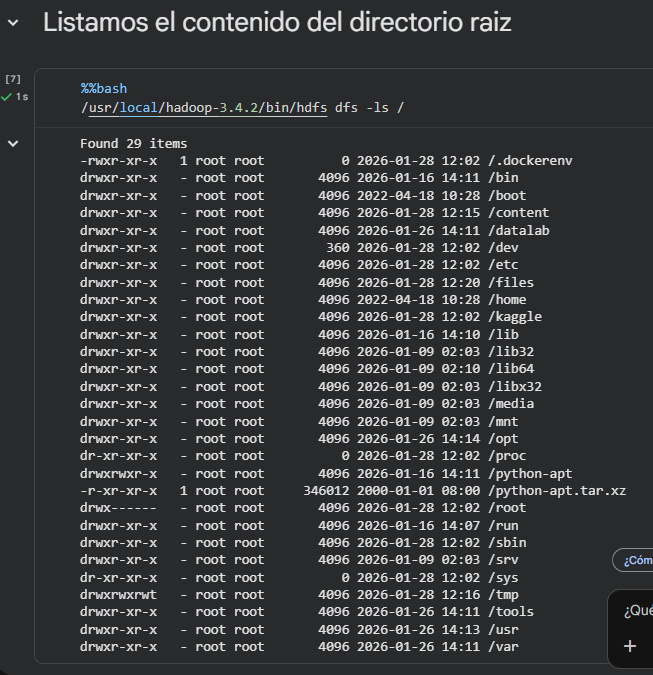 Listamos el contenido del directorio raiz
[7]
1 s
%%bash
/usr/local/hadoop-3.4.2/bin/hdfs dfs -ls /
Found 29 items
-rwxr-xr-x   1 root root          0 2026-01-28 12:02 /.dockerenv
drwxr-xr-x   - root root       4096 2026-01-16 14:11 /bin
drwxr-xr-x   - root root       4096 2022-04-18 10:28 /boot
drwxr-xr-x   - root root       4096 2026-01-28 12:15 /content
drwxr-xr-x   - root root       4096 2026-01-26 14:11 /datalab
drwxr-xr-x   - root root        360 2026-01-28 12:02 /dev
drwxr-xr-x   - root root       4096 2026-01-28 12:02 /etc
drwxr-xr-x   - root root       4096 2026-01-28 12:20 /files
drwxr-xr-x   - root root       4096 2022-04-18 10:28 /home
drwxr-xr-x   - root root       4096 2026-01-28 12:02 /kaggle
drwxr-xr-x   - root root       4096 2026-01-16 14:10 /lib
drwxr-xr-x   - root root       4096 2026-01-09 02:03 /lib32
drwxr-xr-x   - root root       4096 2026-01-09 02:10 /lib64
drwxr-xr-x   - root root       4096 2026-01-09 02:03 /libx32
drwxr-xr-x   - root root       4096 2026-01-09 02:03 /media
drwxr-xr-x   - root root       4096 2026-01-09 02:03 /mnt
drwxr-xr-x   - root root       4096 2026-01-26 14:14 /opt
dr-xr-xr-x   - root root          0 2026-01-28 12:02 /proc
drwxrwxr-x   - root root       4096 2026-01-16 14:11 /python-apt
-r-xr-xr-x   1 root root     346012 2000-01-01 08:00 /python-apt.tar.xz
drwx------   - root root       4096 2026-01-28 12:02 /root
drwxr-xr-x   - root root       4096 2026-01-16 14:07 /run
drwxr-xr-x   - root root       4096 2026-01-28 12:02 /sbin
drwxr-xr-x   - root root       4096 2026-01-09 02:03 /srv
dr-xr-xr-x   - root root          0 2026-01-28 12:02 /sys
drwxrwxrwt   - root root       4096 2026-01-28 12:16 /tmp
drwxr-xr-x   - root root       4096 2026-01-26 14:11 /tools
drwxr-xr-x   - root root       4096 2026-01-26 14:13 /usr
drwxr-xr-x   - root root       4096 2026-01-26 14:11 /var
¿Cóm
¿Qué